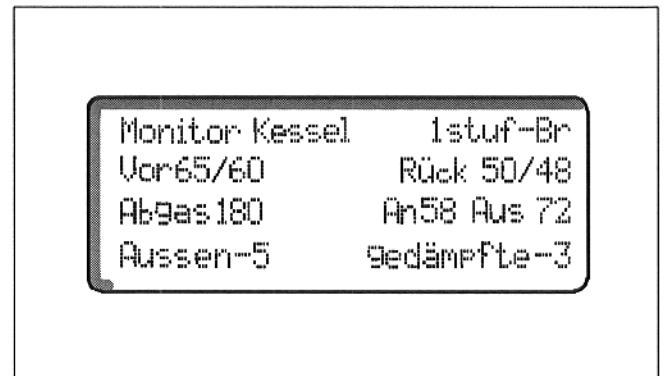 Monitor Kessel 1stuf-Br
Vor65/60 Rück 50/48
Abgas180 An58 Aus 72
Aussen-5 gedämpfte-3